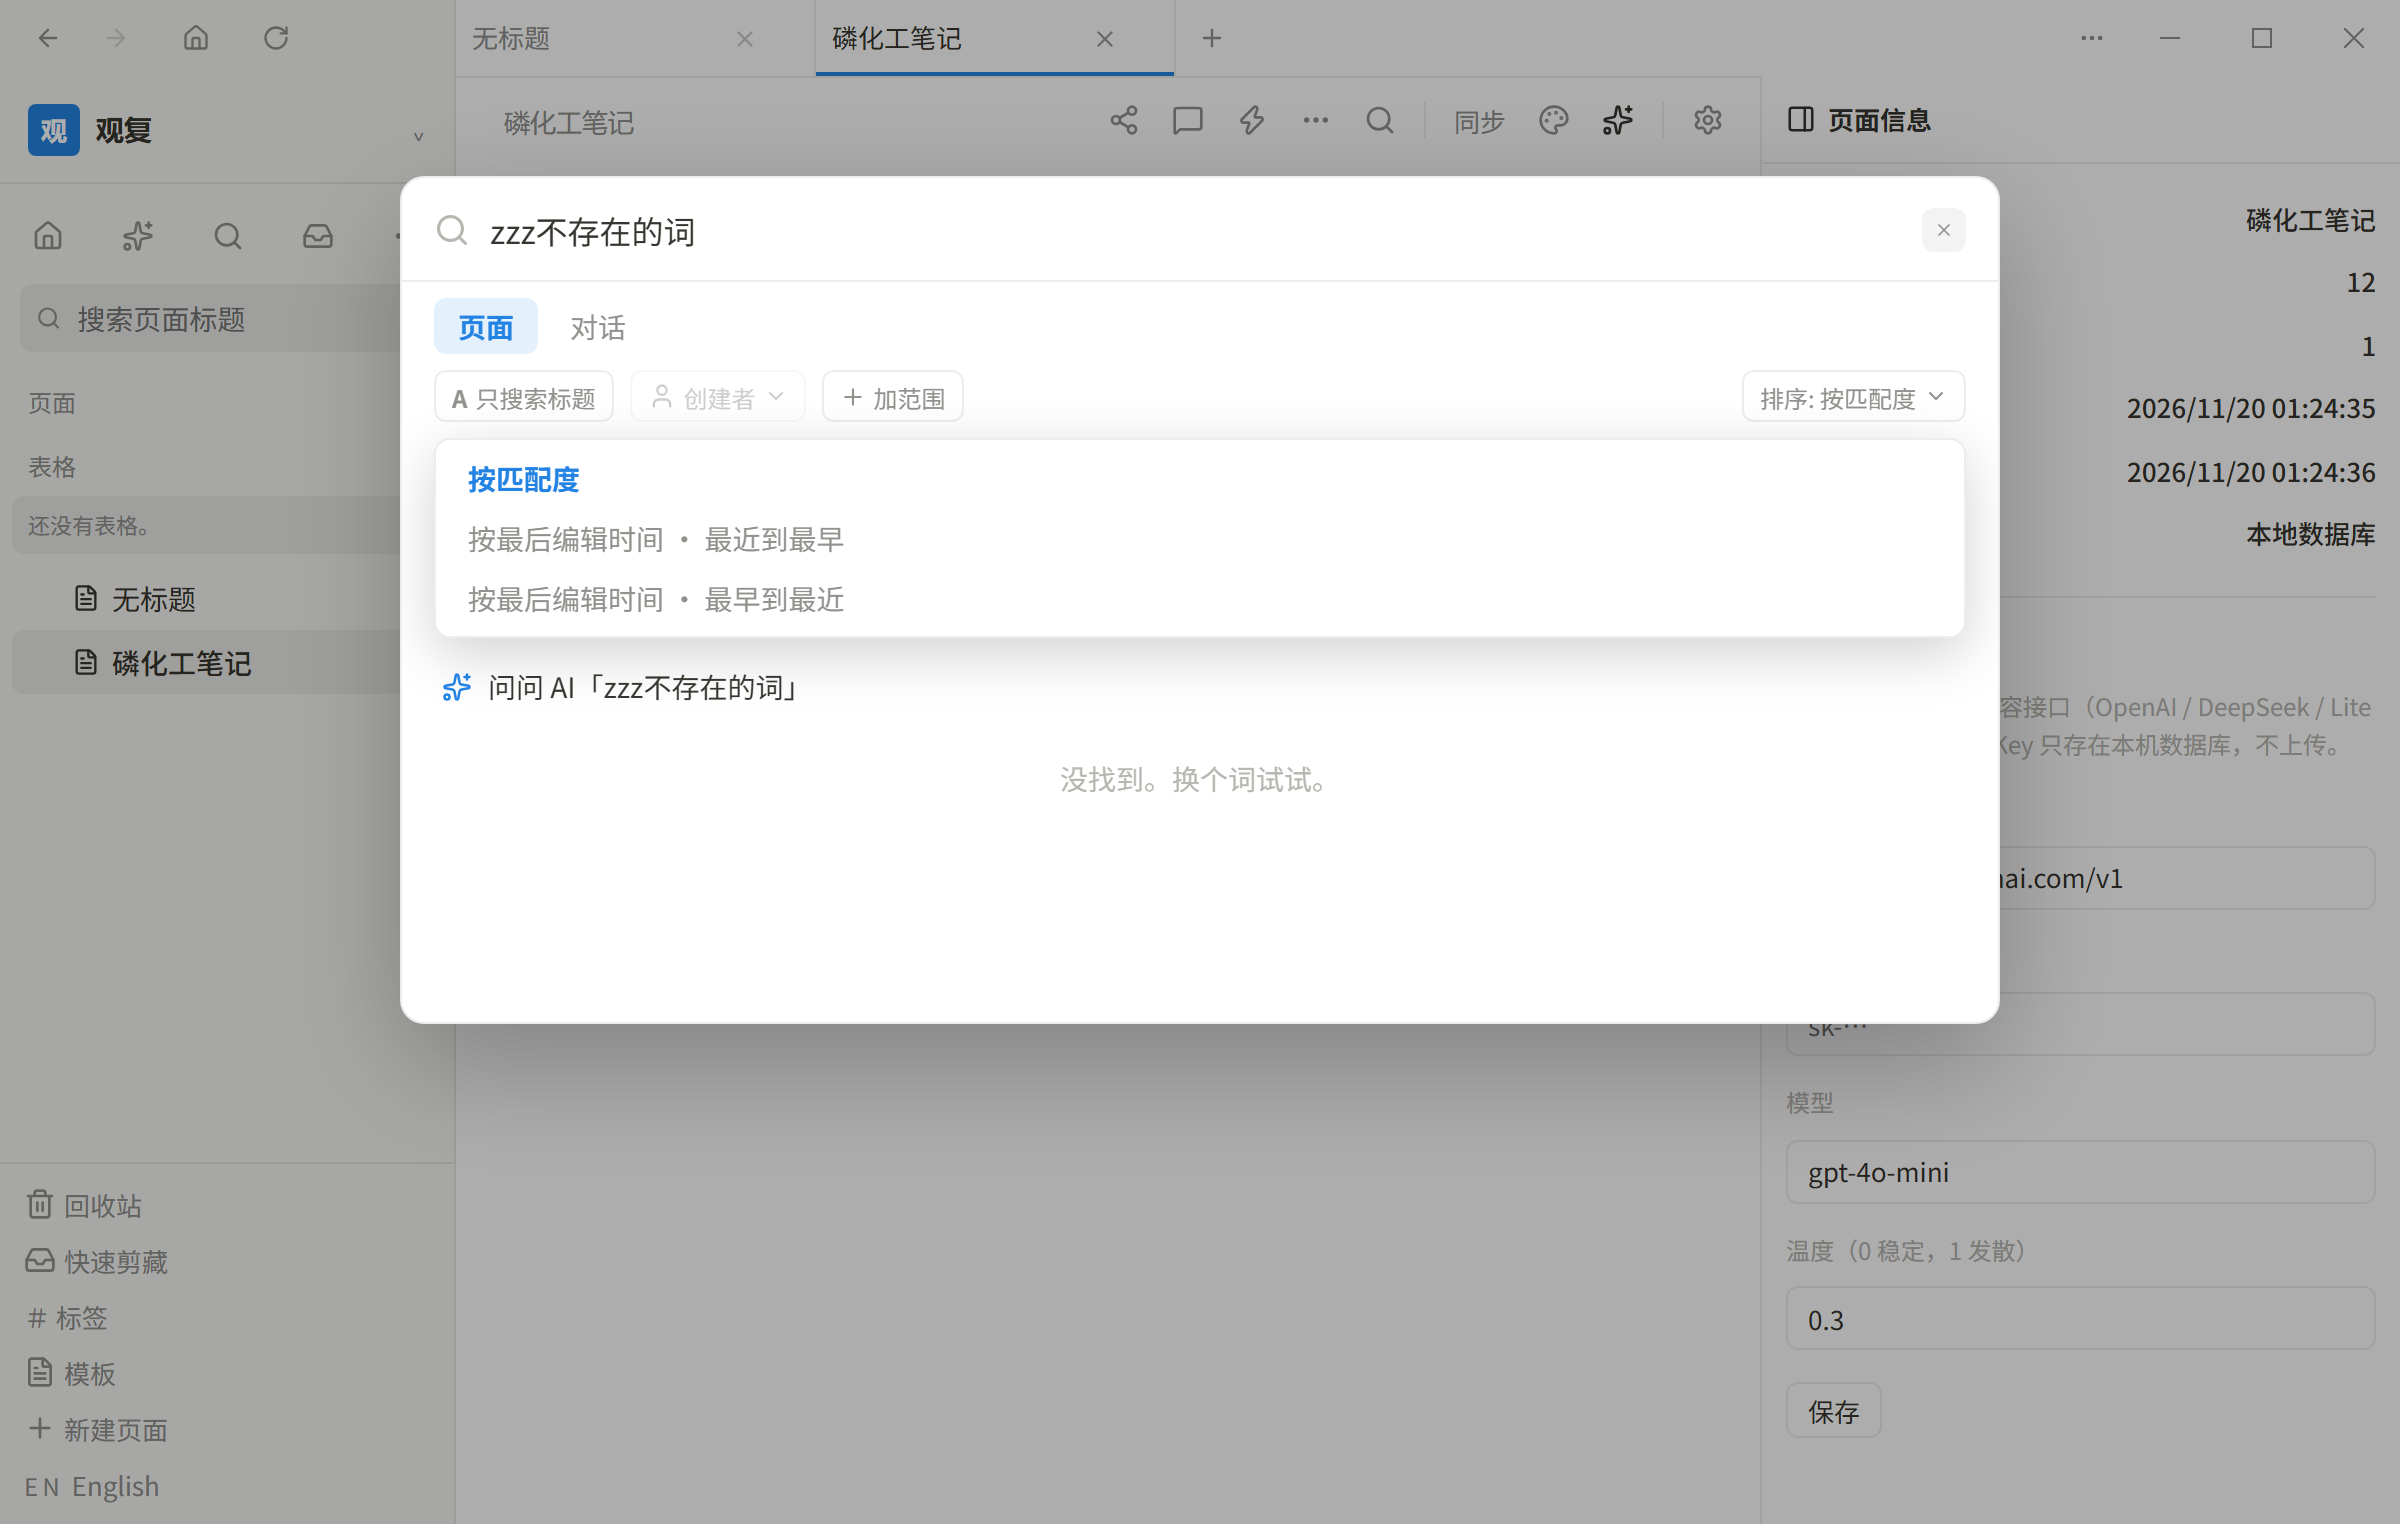 无标题
磷化工笔记
观 观复
磷化工笔记
同步
页面信息
zzz不存在的词
磷化工笔记
12
搜索页面标题
页面 对话
1
页面
A 只搜索标题 创建者 加范围 排序: 按匹配度
2026/11/20 01:24:35
表格
按匹配度
2026/11/20 01:24:36
还没有表格。
按最后编辑时间 · 最近到最早
本地数据库
无标题
按最后编辑时间 · 最早到最近
磷化工笔记
问问 AI「zzz不存在的词」
容接口（OpenAI / DeepSeek / Lite
Key 只存在本机数据库，不上传。
没找到。换个词试试。
ai.com/v1
sk-…
模型
gpt-4o-mini
回收站
温度（0 稳定，1 发散）
快速剪藏
# 标签
0.3
模板
保存
新建页面
EN English